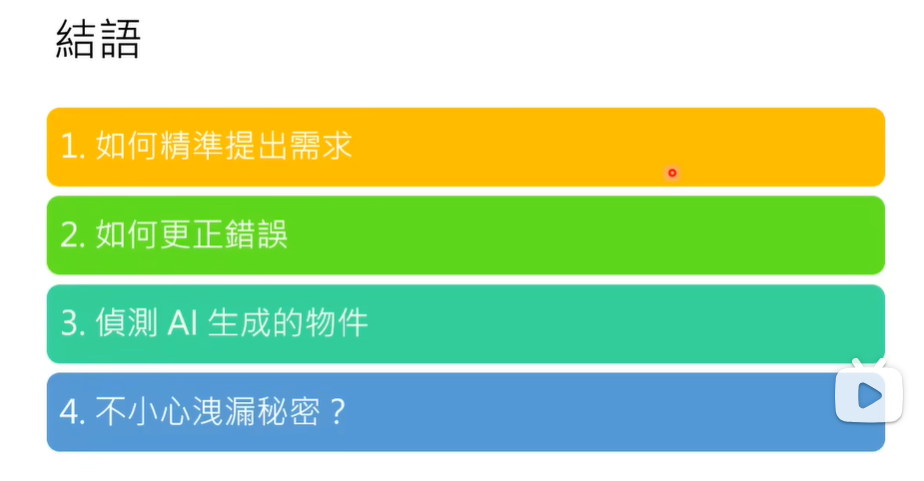 結語
1. 如何精準提出需求
2. 如何更正錯誤
3. 偵測 AI 生成的物件
4. 不小心洩漏秘密？